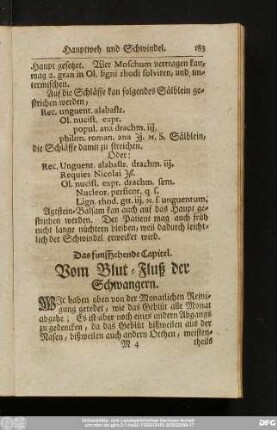 Hauptweh und Schwindel. 183
Haupt gesetzet. Wer Moschum vertragen kan,
mag 2. gran in Ol. ligni rhodi solviren, und un-
termischen.
Auf die Schläffe kan folgendes Sälblein ge-
strichen werden,
Rec. unguent. alabastr.
Ol. nucist. expr.
popul. ana drachm. iij,
philon. roman. ana ʒj. M. S. Sälblein,
die Schläffe damit zu streichen.
Oder:
Rec. Unguent. alabastr. drachm. iij.
Requies Nicolai
Ol. nucist. expr. drachm. sem.
Nucleor. persicor. q. s.
Lign. rhod. gtt. iij, M. f. unguentum,
Agtstein-Balsam kan auch auf das Haupt ge-
strichen werden. Der Patient mag auch früh
nicht lange nüchtern bleiben, weil dadurch leicht-
lich der Schwindel erwecket wird.
Das funffzehende Capitel.
Vom Blut-Fluß der
Schwangern.
WIr haben oben von der Monatlichen Reini-
gung geredet, wie das Geblüt alle Monat
abgehe; Es ist aber noch eines andern Abgangs
zu gedencken, da das Geblüt bißweilen aus der
Nasen, bißweilen auch andern Orthen, meisten-
M 4 theils